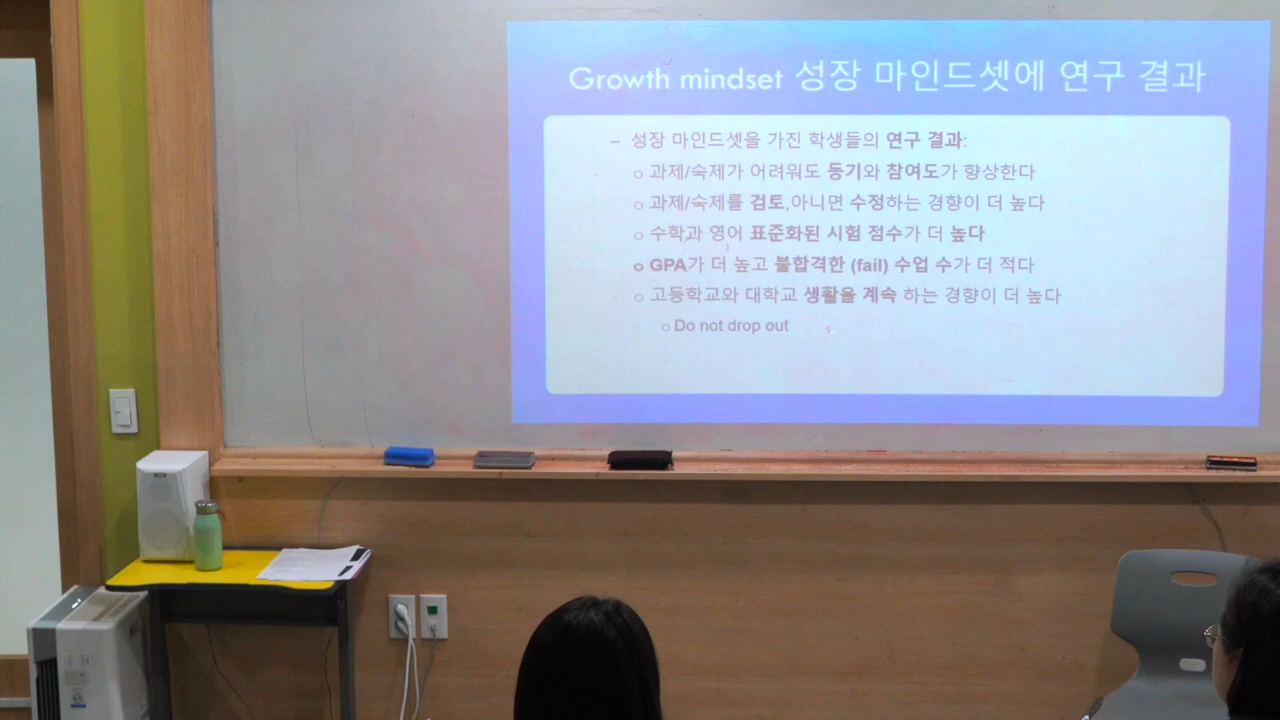 Growth mindset 성장 마인드셋에 연구 결과
– 성장 마인드셋을 가진 학생들의 연구 결과:
o 과제/숙제가 어려워도 동기와 참여도가 향상한다
o 과제/숙제를 검토,아니면 수정하는 경향이 더 높다
o 수학과 영어 표준화된 시험 점수가 더 높다
o GPA가 더 높고 불합격한 (fail) 수업 수가 더 적다
o 고등학교와 대학교 생활을 계속 하는 경향이 더 높다
o Do not drop out